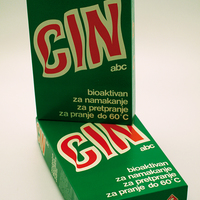 CIN
abc
bioaktivan
za namakanje
za pretpranje
za pranje do 60°C
CIN
abc
bioaktivan
za namakanje
za pretpranje
za pranje do 60°C